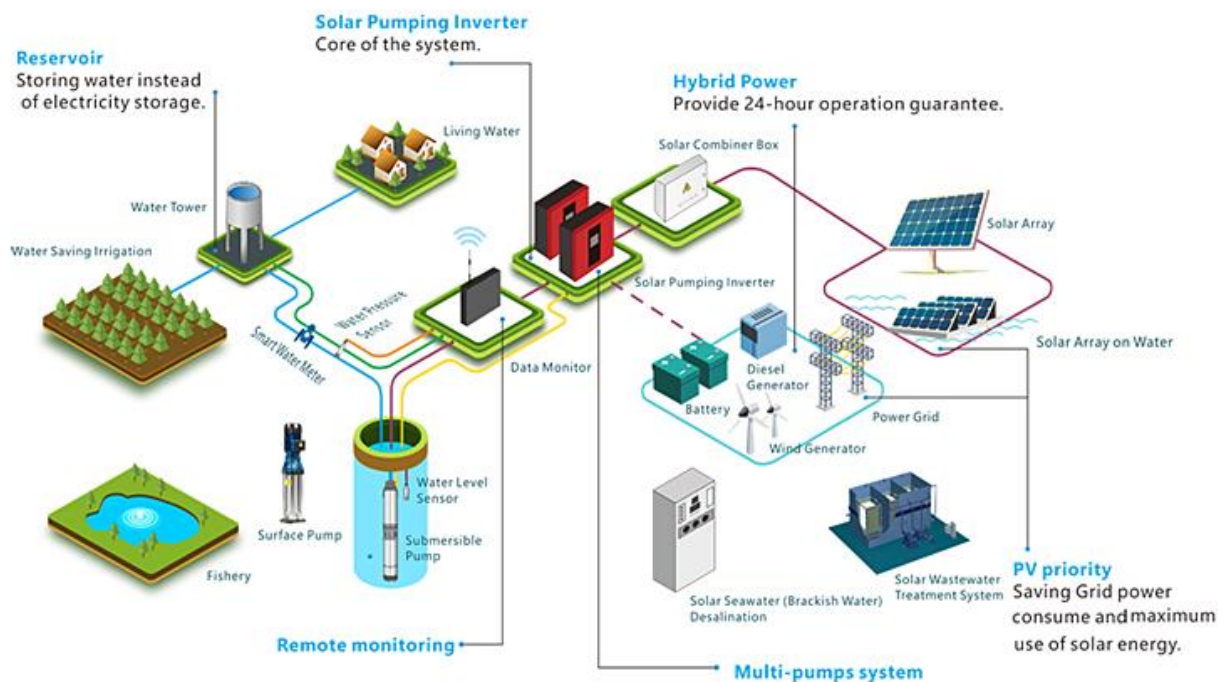 Solar Pumping Inverter
Core of the system.
Reservoir
Storing water instead
of electricity storage.
Hybrid Power
Provide 24-hour operation guarantee.
Living Water
Solar Combiner Box
Water Tower
Solar Array
Water Saving Irrigation
Solar Pumping Inverter
Water Pressure
Sensor
Smart Water Meter
Solar Array on Water
Data Monitor
Diesel
Generator
Battery
Power Grid
Wind Generator
Water Level
Sensor
Surface Pump
Submersible
Pump
Fishery
Solar Wastewater
Treatment System
Solar Seawater (Brackish Water)
Desalination
PV priority
Saving Grid power
consume and maximum
use of solar energy.
Remote monitoring
Multi-pumps system